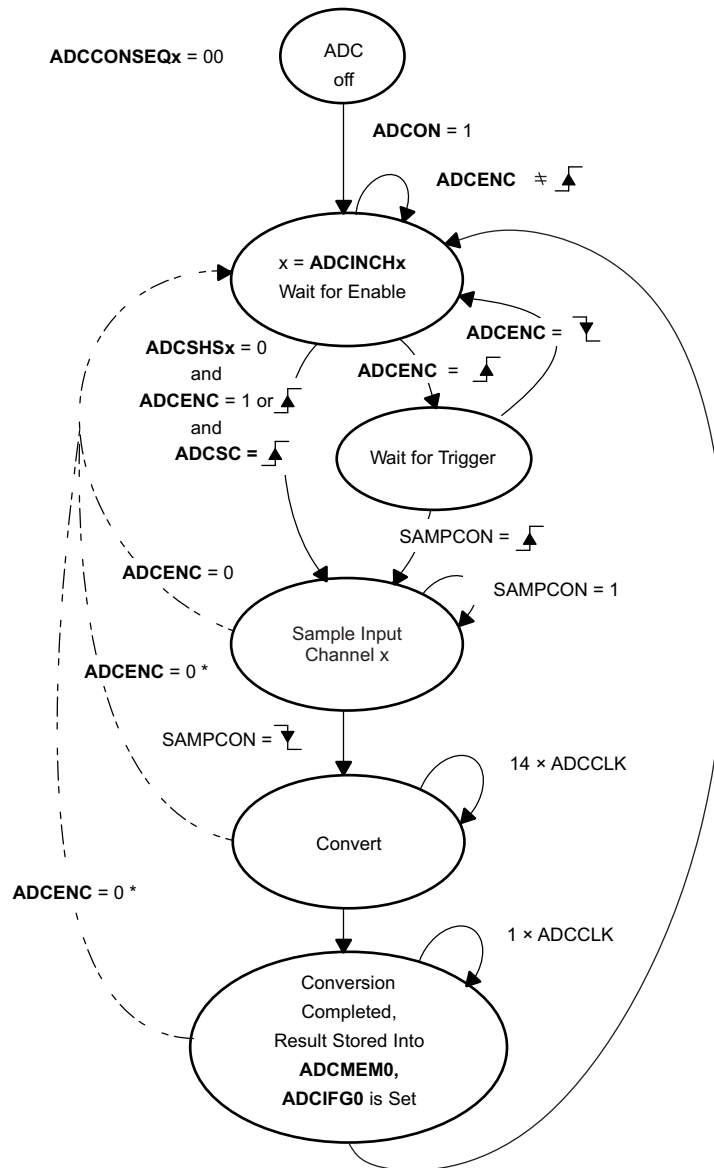 ADCCONSEQx = 00
ADC
off
ADCON = 1
ADCENC ≠
x = ADCINCHx
Wait for Enable
ADCSHSx = 0
and
ADCENC = 1 or
and
ADCSC =
ADCENC =
ADCENC =
Wait for Trigger
SAMPCON =
ADCENC = 0
SAMPCON = 1
Sample Input
Channel x
ADCENC = 0 *
SAMPCON =
14 × ADCCLK
Convert
ADCENC = 0 *
1 × ADCCLK
Conversion
Completed,
Result Stored Into
ADCMEM0,
ADCIFG0 is Set